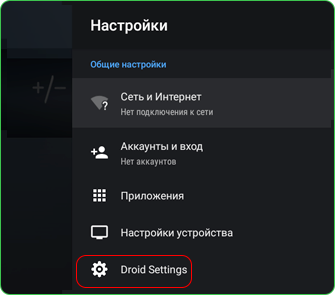 Настройки
Общие настройки
Сеть и Интернет
Нет подключения к сети
Аккаунты и вход
Нет аккаунтов
Приложения
Настройки устройства
Droid Settings
+/-
?